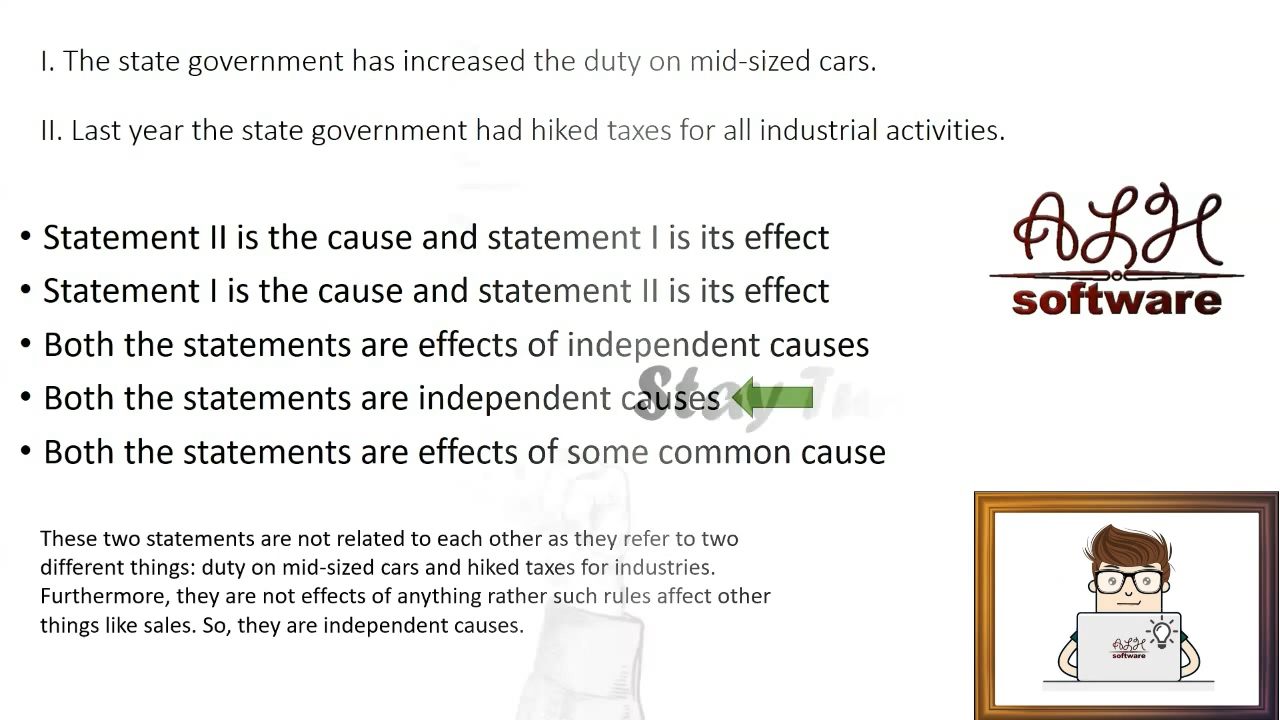 I. The state government has increased the duty on mid-sized cars.
II. Last year the state government had hiked taxes for all industrial activities.
ALH
software
• Statement II is the cause and statement I is its effect
• Statement I is the cause and statement II is its effect
• Both the statements are effects of independent causes
• Both the statements are independent causes
Stay
• Both the statements are effects of some common cause
These two statements are not related to each other as they refer to two
different things: duty on mid-sized cars and hiked taxes for industries.
Furthermore, they are not effects of anything rather such rules affect other
things like sales. So, they are independent causes.
ALH
software